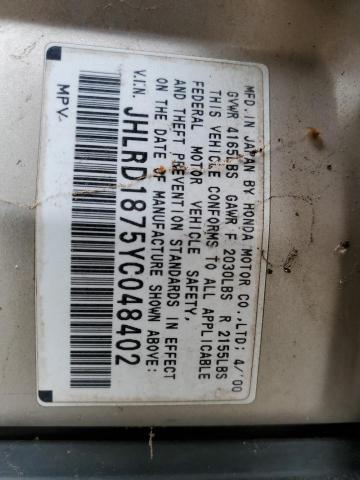 MFD. IN JAPAN BY HONDA MOTOR CO.,LTD; 4/'00
GVWR 4165LBS GAWR F 2030LBS R 2155LBS
THIS VEHICLE CONFORMS TO ALL APPLICABLE
FEDERAL MOTOR VEHICLE SAFETY,
AND THEFT PREVENTION STANDARDS IN EFFECT
ON THE DATE OF MANUFACTURE SHOWN ABOVE:
V.I.N. JHLRD1875YC048402
MPV